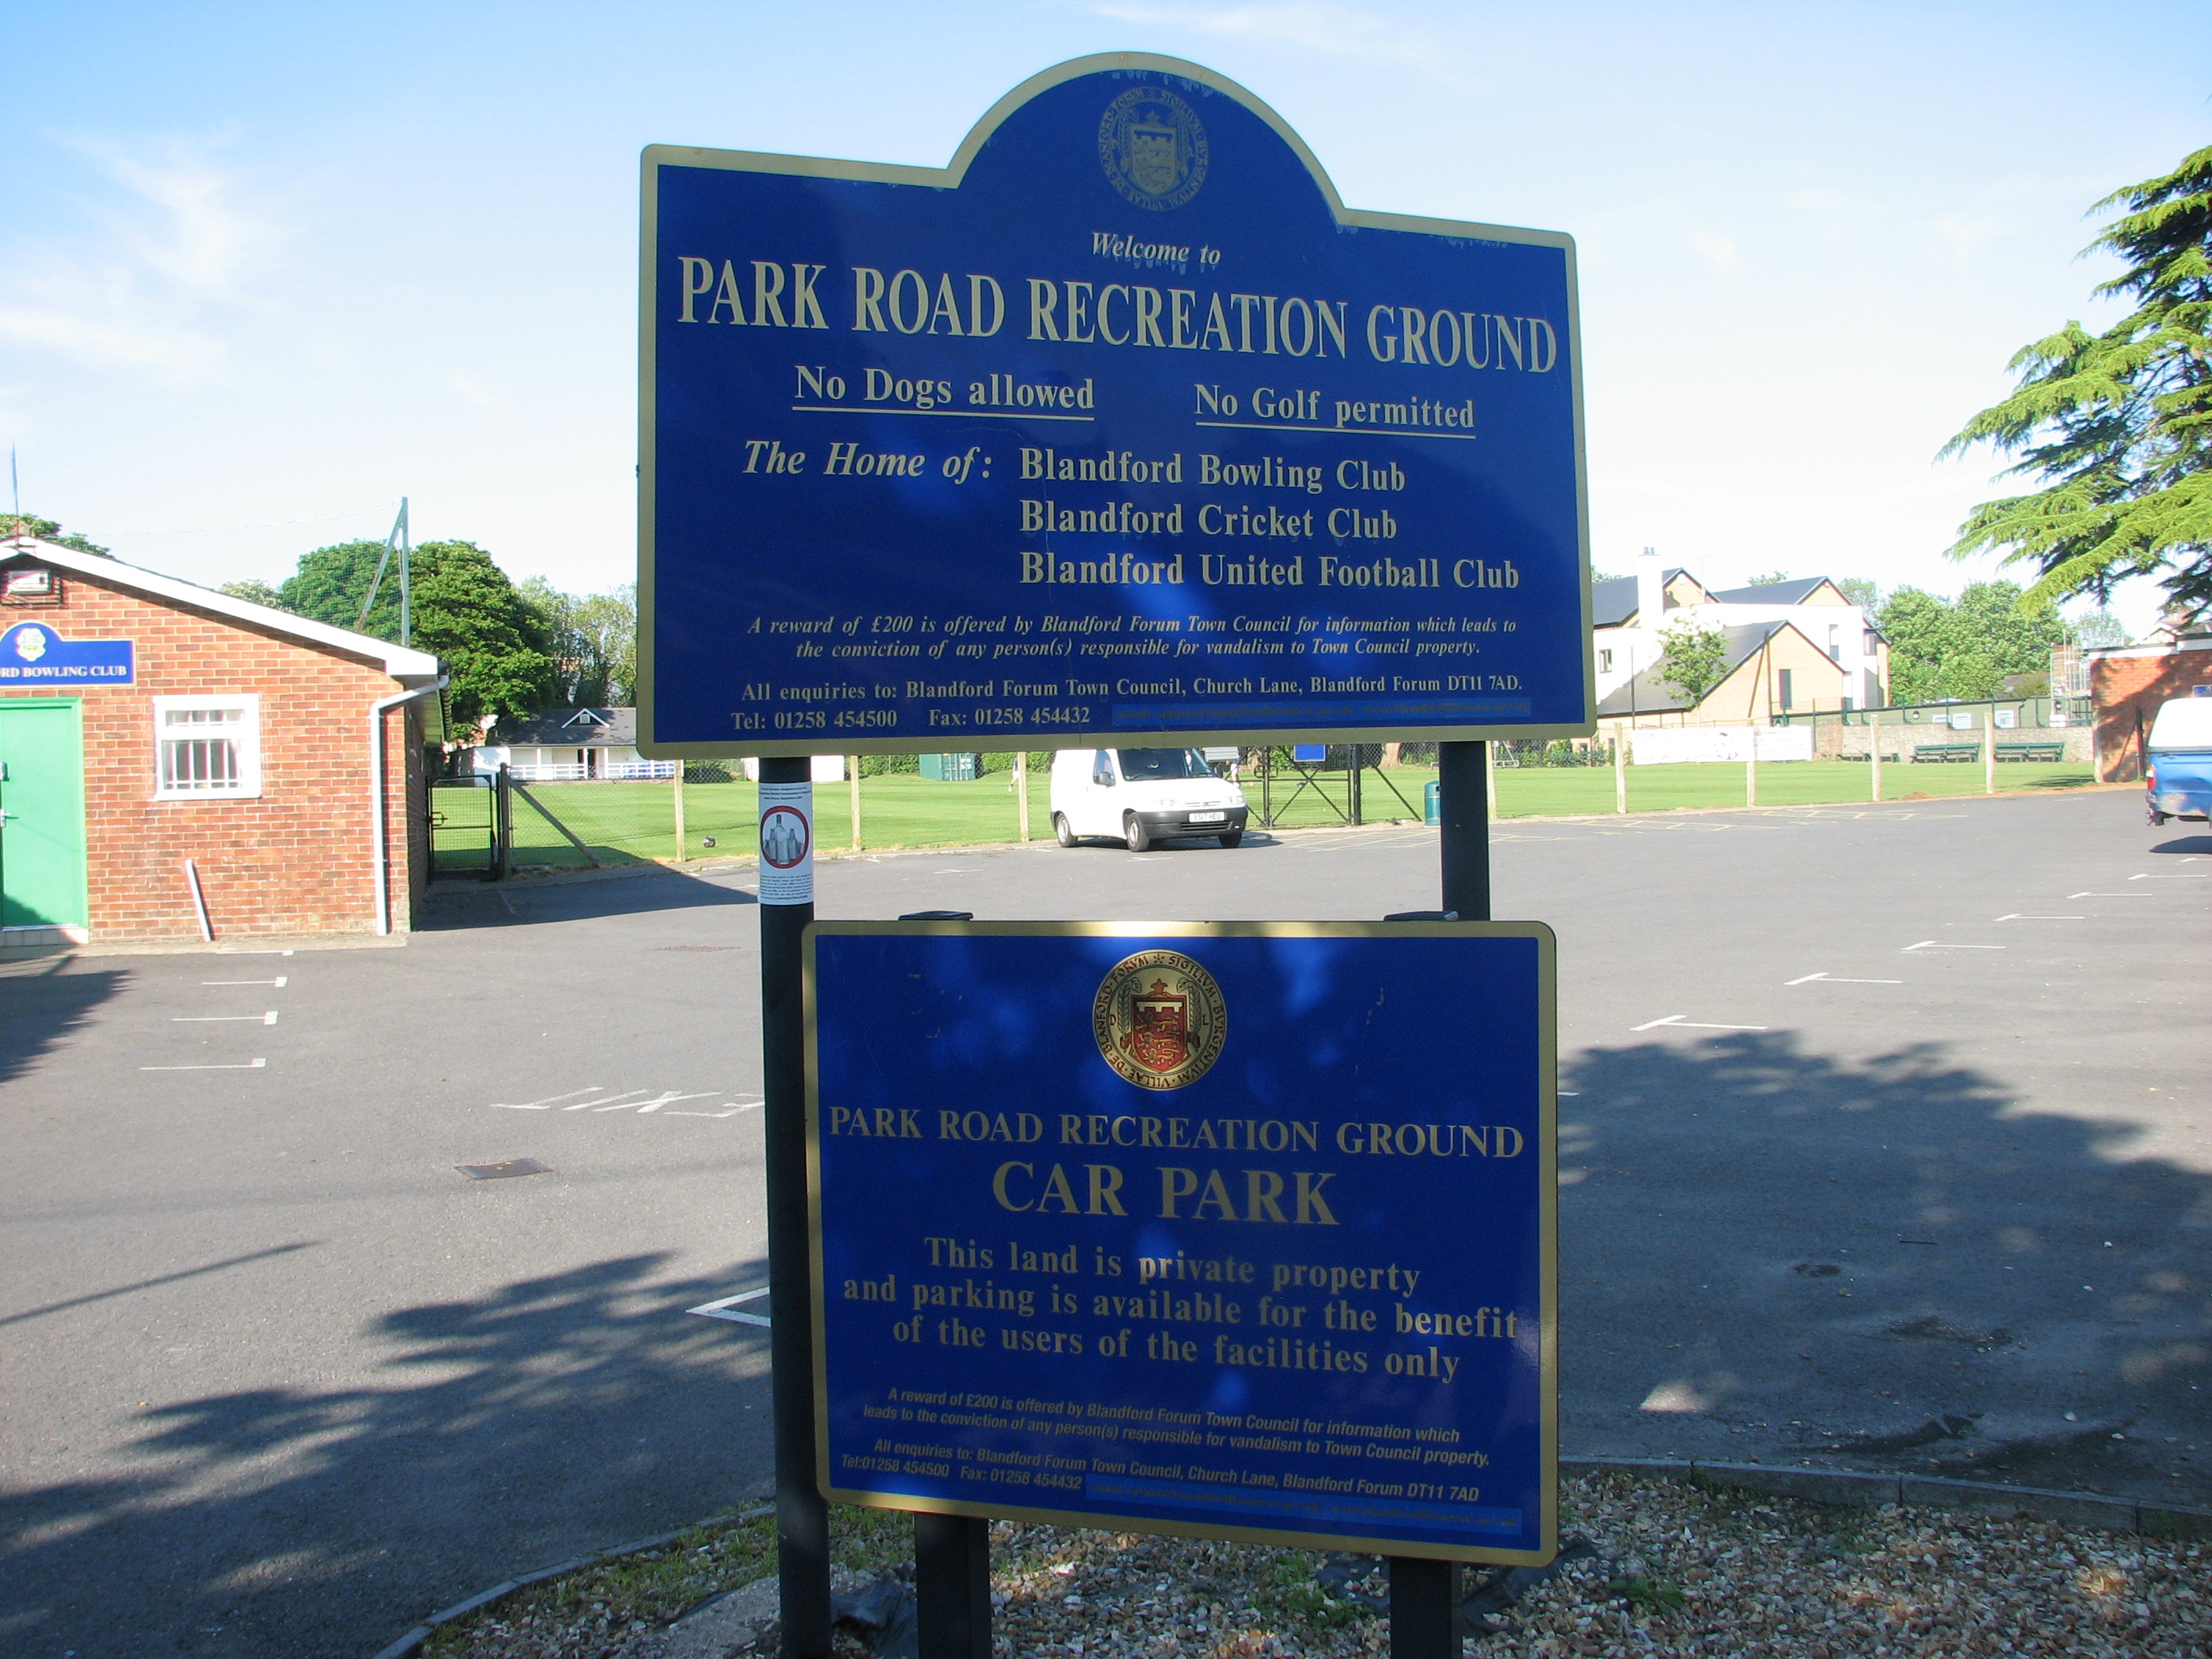 Welcome to
PARK ROAD RECREATION GROUND
No Dogs allowed No Golf permitted
The Home of: Blandford Bowling Club
Blandford Cricket Club
Blandford United Football Club
A reward of £200 is offered by Blandford Forum Town Council for information which leads to
the conviction of any person(s) responsible for vandalism to Town Council property.
All enquiries to: Blandford Forum Town Council, Church Lane, Blandford Forum DT11 7AD.
Tel: 01258 454500 Fax: 01258 454432
RD BOWLING CLUB
DE·BLANFORD·FORVM * SIGILLVM·BVRGENTIVM·VILLAE
D L
PARK ROAD RECREATION GROUND
CAR PARK
This land is private property
and parking is available for the benefit
of the users of the facilities only
A reward of £200 is offered by Blandford Forum Town Council for information which
leads to the conviction of any person(s) responsible for vandalism to Town Council property.
All enquiries to: Blandford Forum Town Council, Church Lane, Blandford Forum DT11 7AD
Tel:01258 454500 Fax: 01258 454432